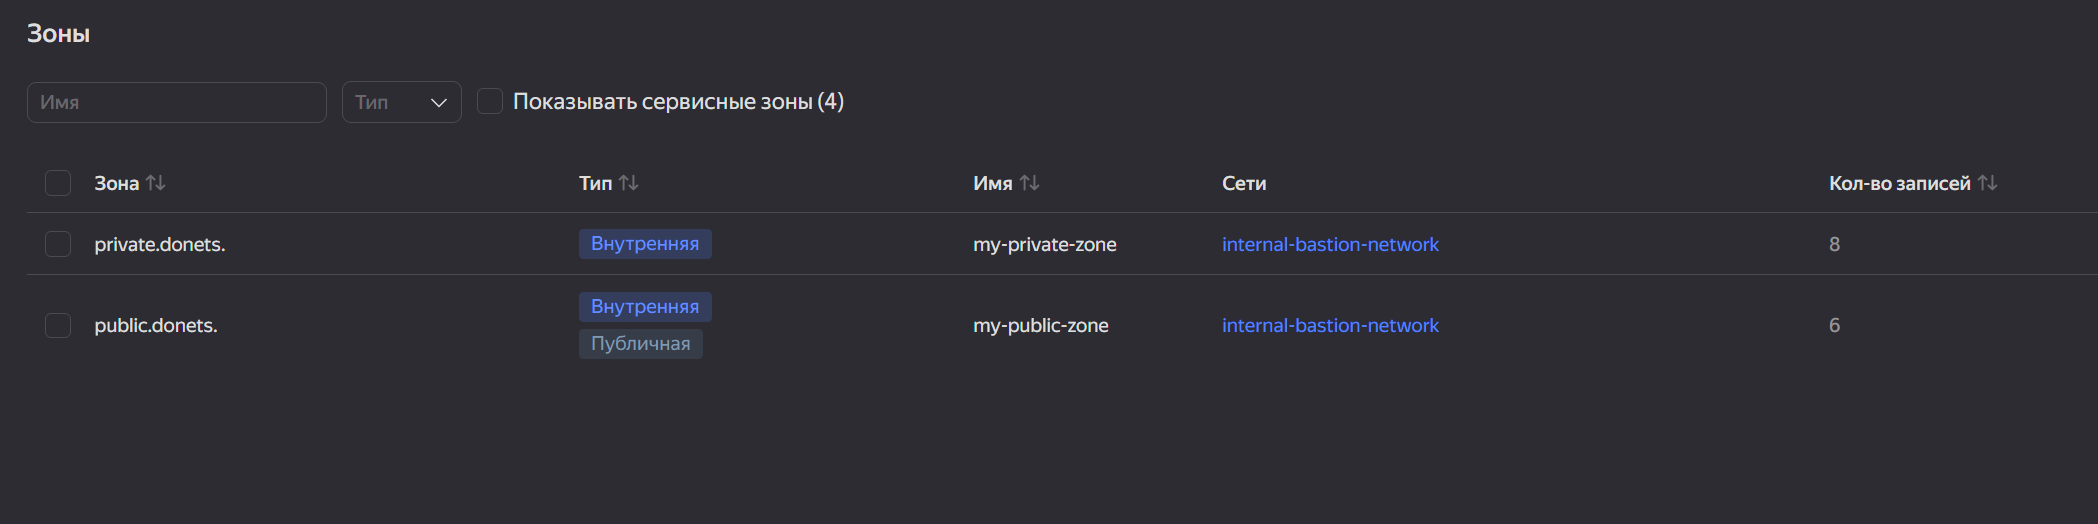 Зоны
Имя Тип Показывать сервисные зоны (4)
Зона Тип Имя Сети Кол-во записей
private.donets. Внутренняя my-private-zone internal-bastion-network 8
public.donets. Внутренняя Публичная my-public-zone internal-bastion-network 6